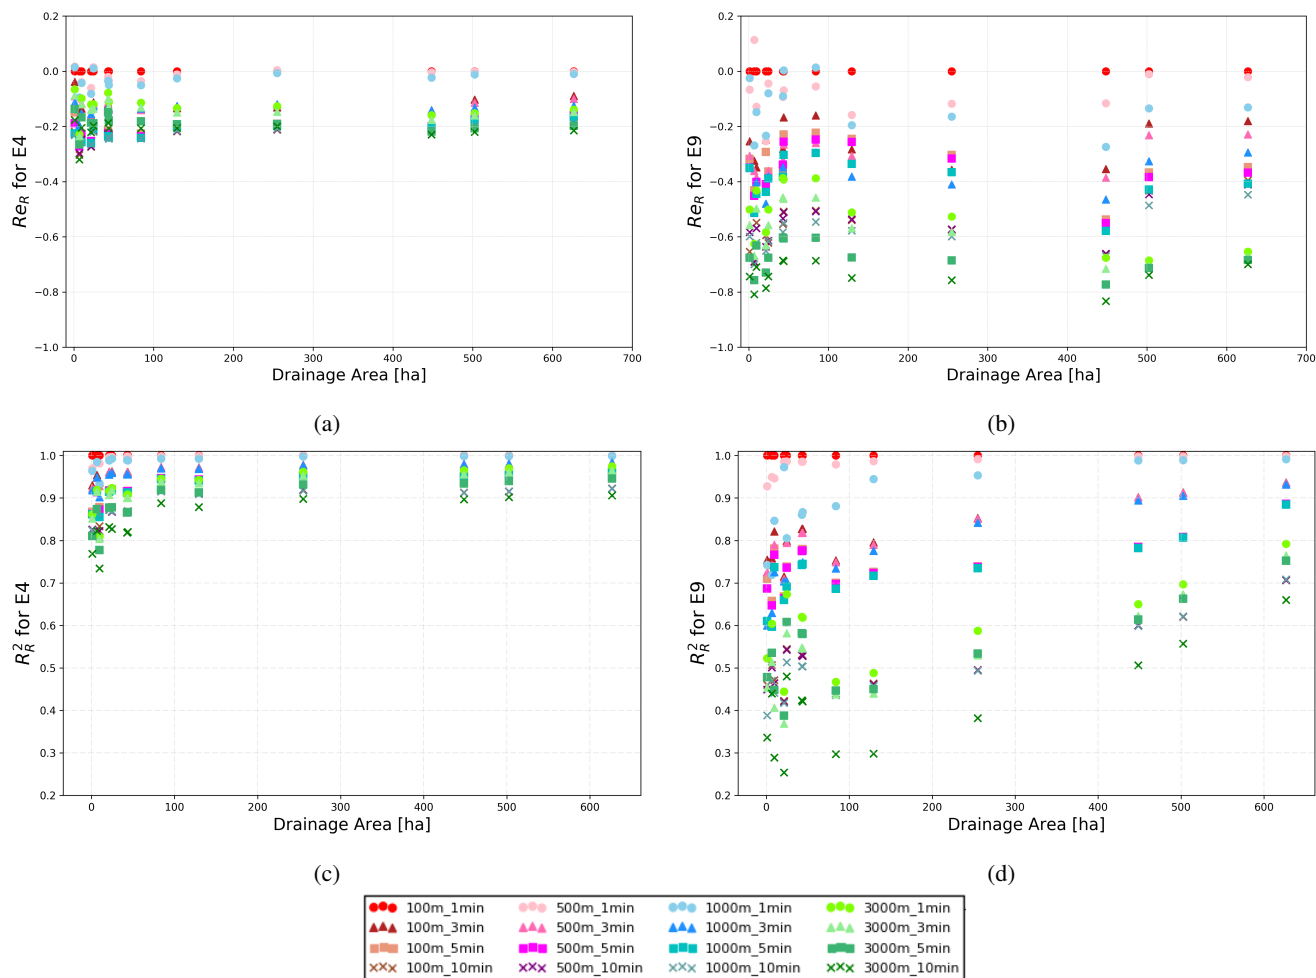 0.2
0.0
−0.2
−0.4
−0.6
−0.8
−1.0
Re_R for E4
0 100 200 300 400 500 600 700
Drainage Area [ha]
(a)
0.2
0.0
−0.2
−0.4
−0.6
−0.8
−1.0
Re_R for E9
0 100 200 300 400 500 600 700
Drainage Area [ha]
(b)
1.0
0.9
0.8
0.7
0.6
0.5
0.4
0.3
0.2
R²_R for E4
0 100 200 300 400 500 600
Drainage Area [ha]
(c)
1.0
0.9
0.8
0.7
0.6
0.5
0.4
0.3
0.2
R²_R for E9
0 100 200 300 400 500 600
Drainage Area [ha]
(d)
100m_1min 500m_1min 1000m_1min 3000m_1min
100m_3min 500m_3min 1000m_3min 3000m_3min
100m_5min 500m_5min 1000m_5min 3000m_5min
100m_10min 500m_10min 1000m_10min 3000m_10min